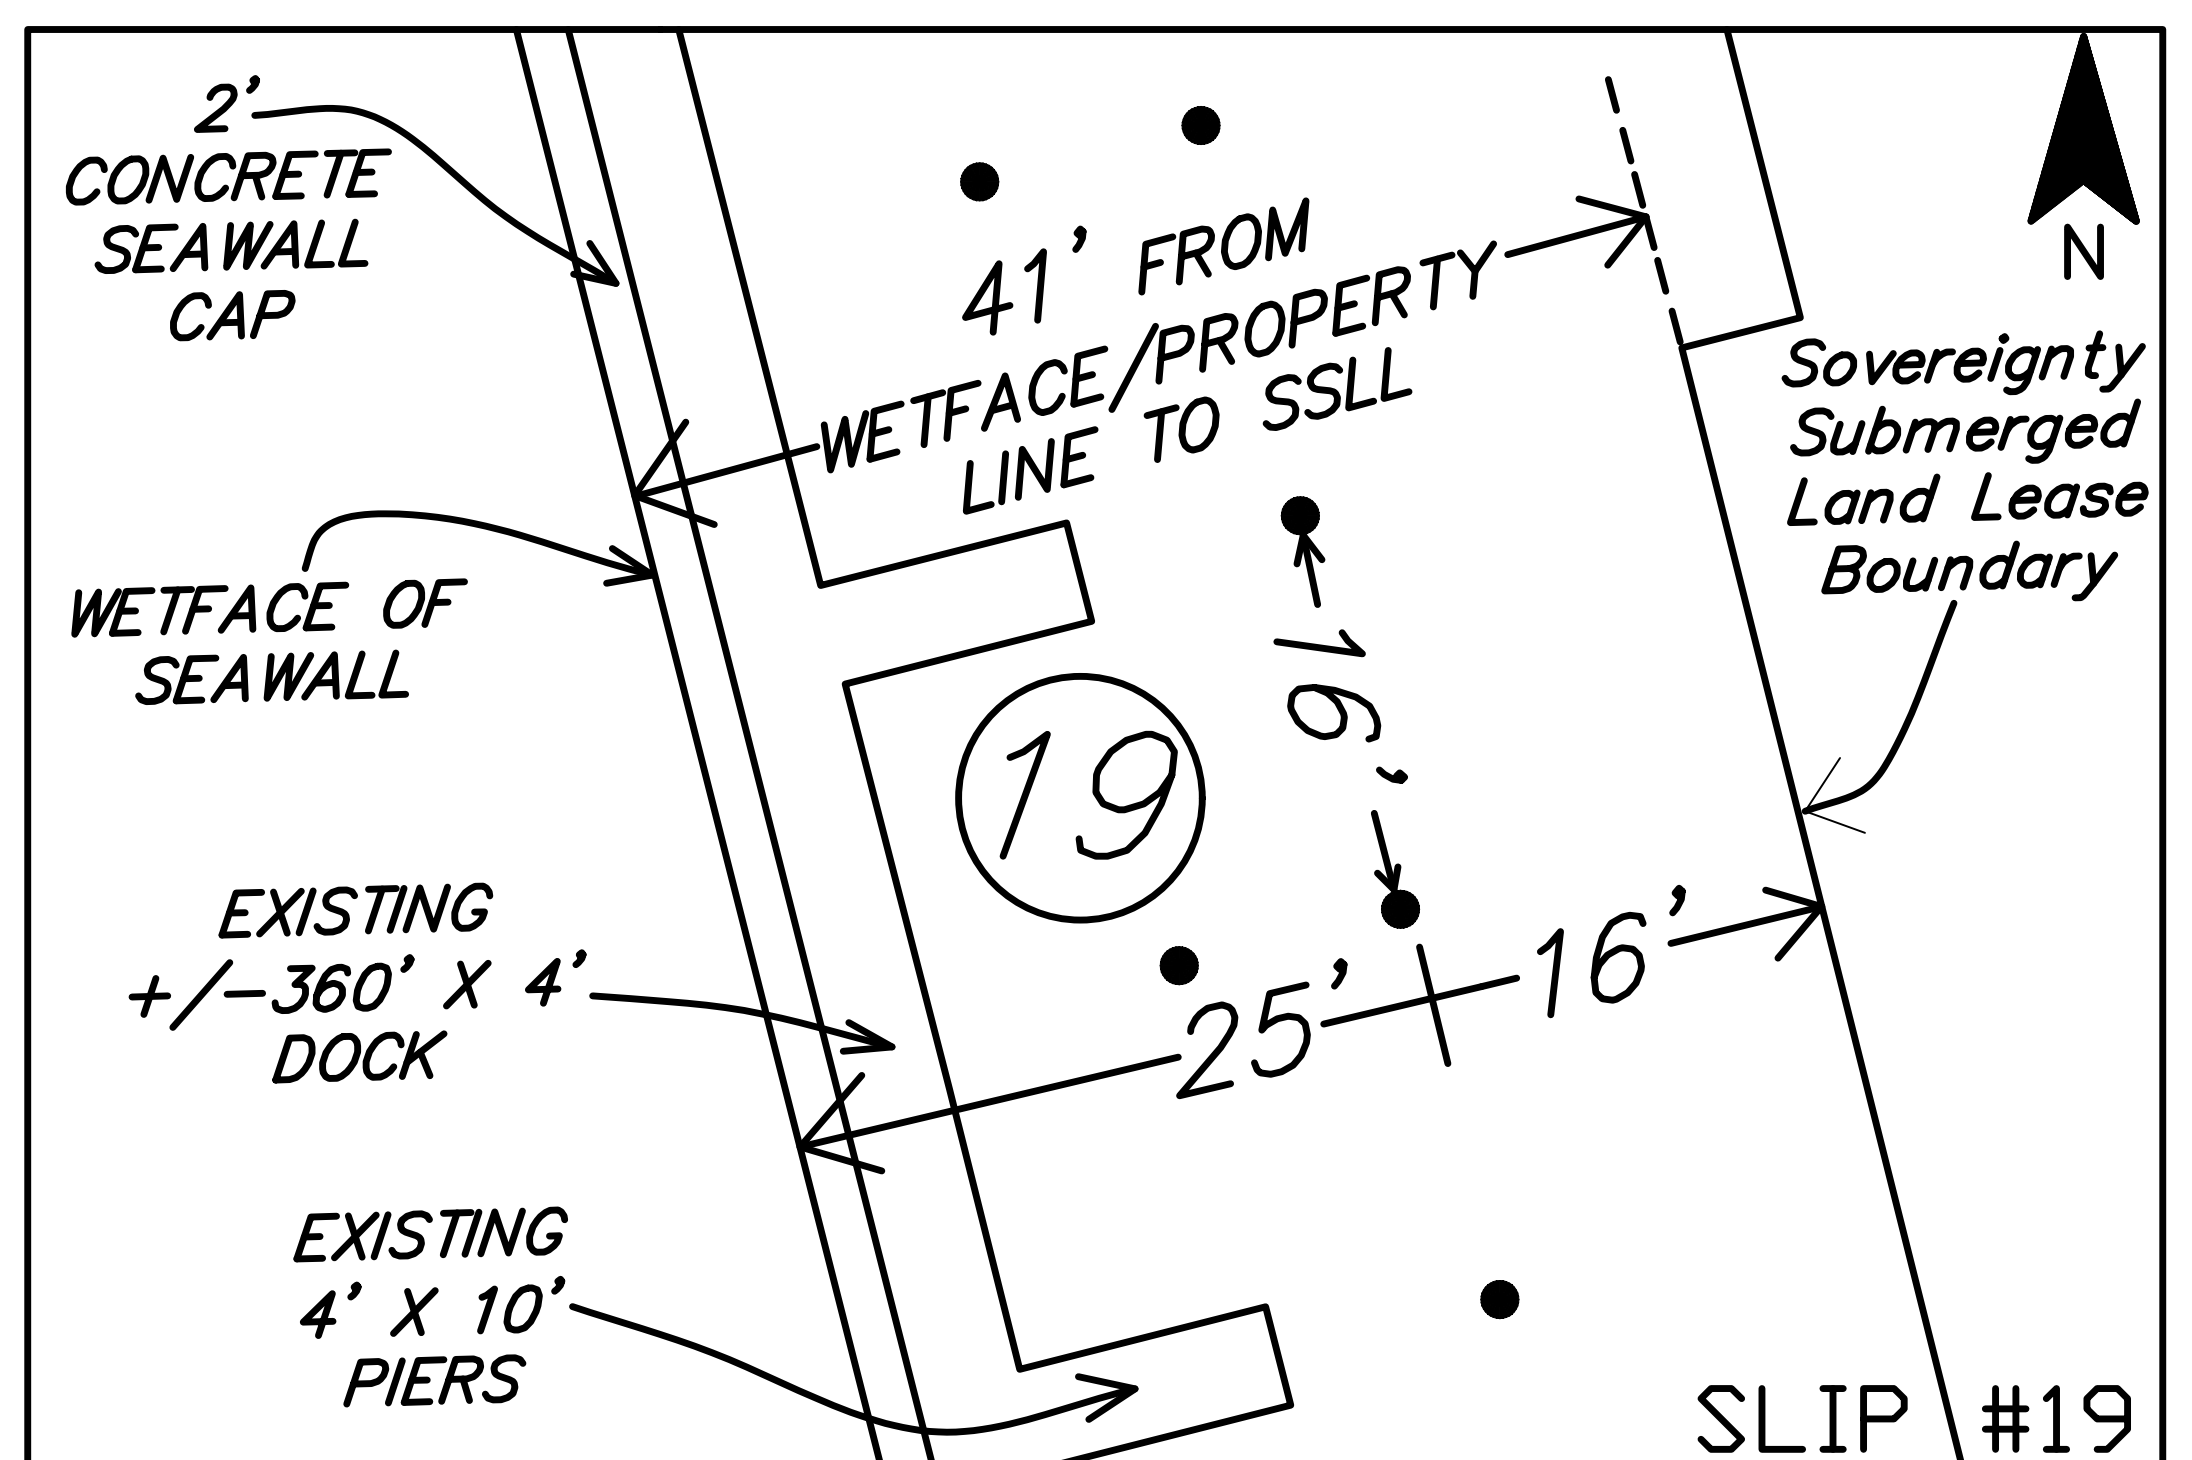 2'
CONCRETE
SEAWALL
CAP
N
41' FROM
WETFACE/PROPERTY
LINE TO SSLL
Sovereignty
Submerged
Land Lease
Boundary
WETFACE OF
SEAWALL
16'
19
EXISTING
+/-360' X 4'
DOCK
25'
16'
EXISTING
4' X 10'
PIERS
SLIP #19